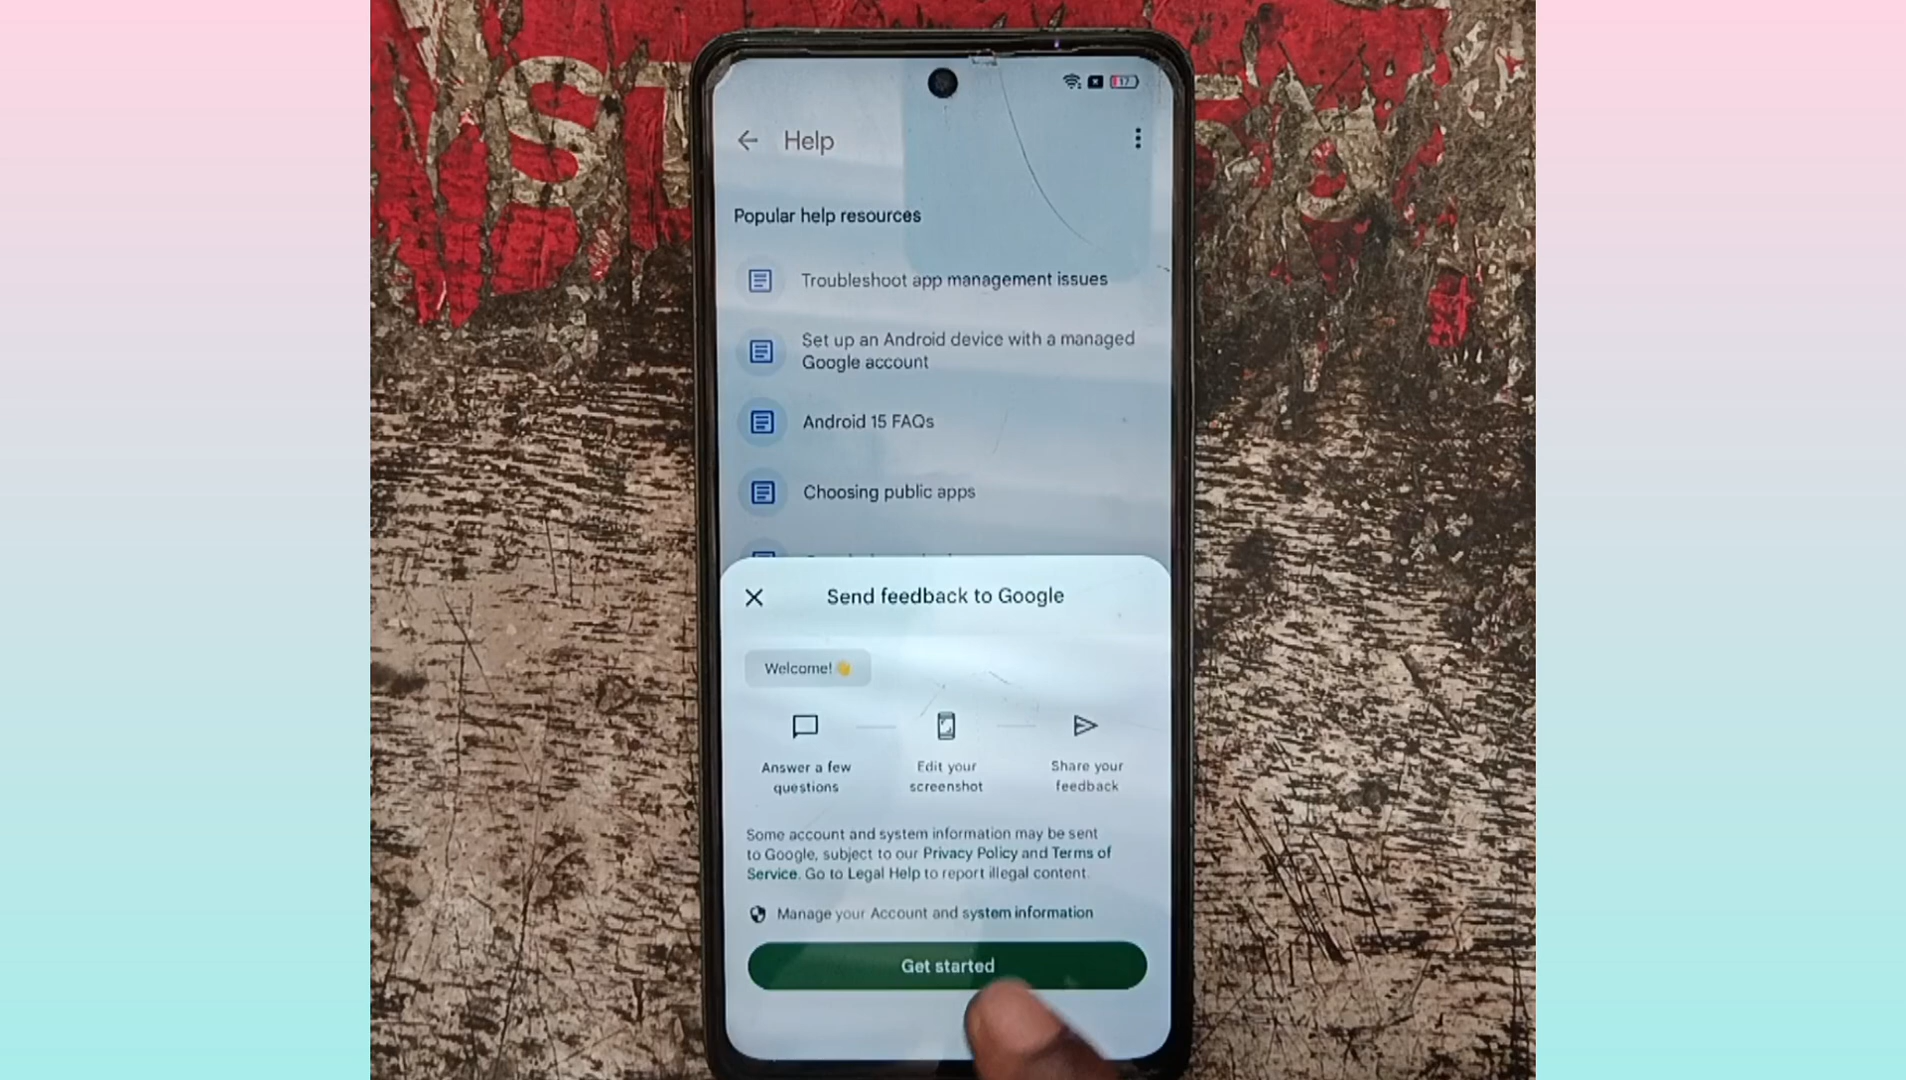 17
Help
Popular help resources
Troubleshoot app management issues
Set up an Android device with a managed
Google account
Android 15 FAQs
Choosing public apps
Send feedback to Google
Welcome! 👋
Answer a few
questions
Edit your
screenshot
Share your
feedback
Some account and system information may be sent
to Google, subject to our Privacy Policy and Terms of
Service. Go to Legal Help to report illegal content.
Manage your Account and system information
Get started